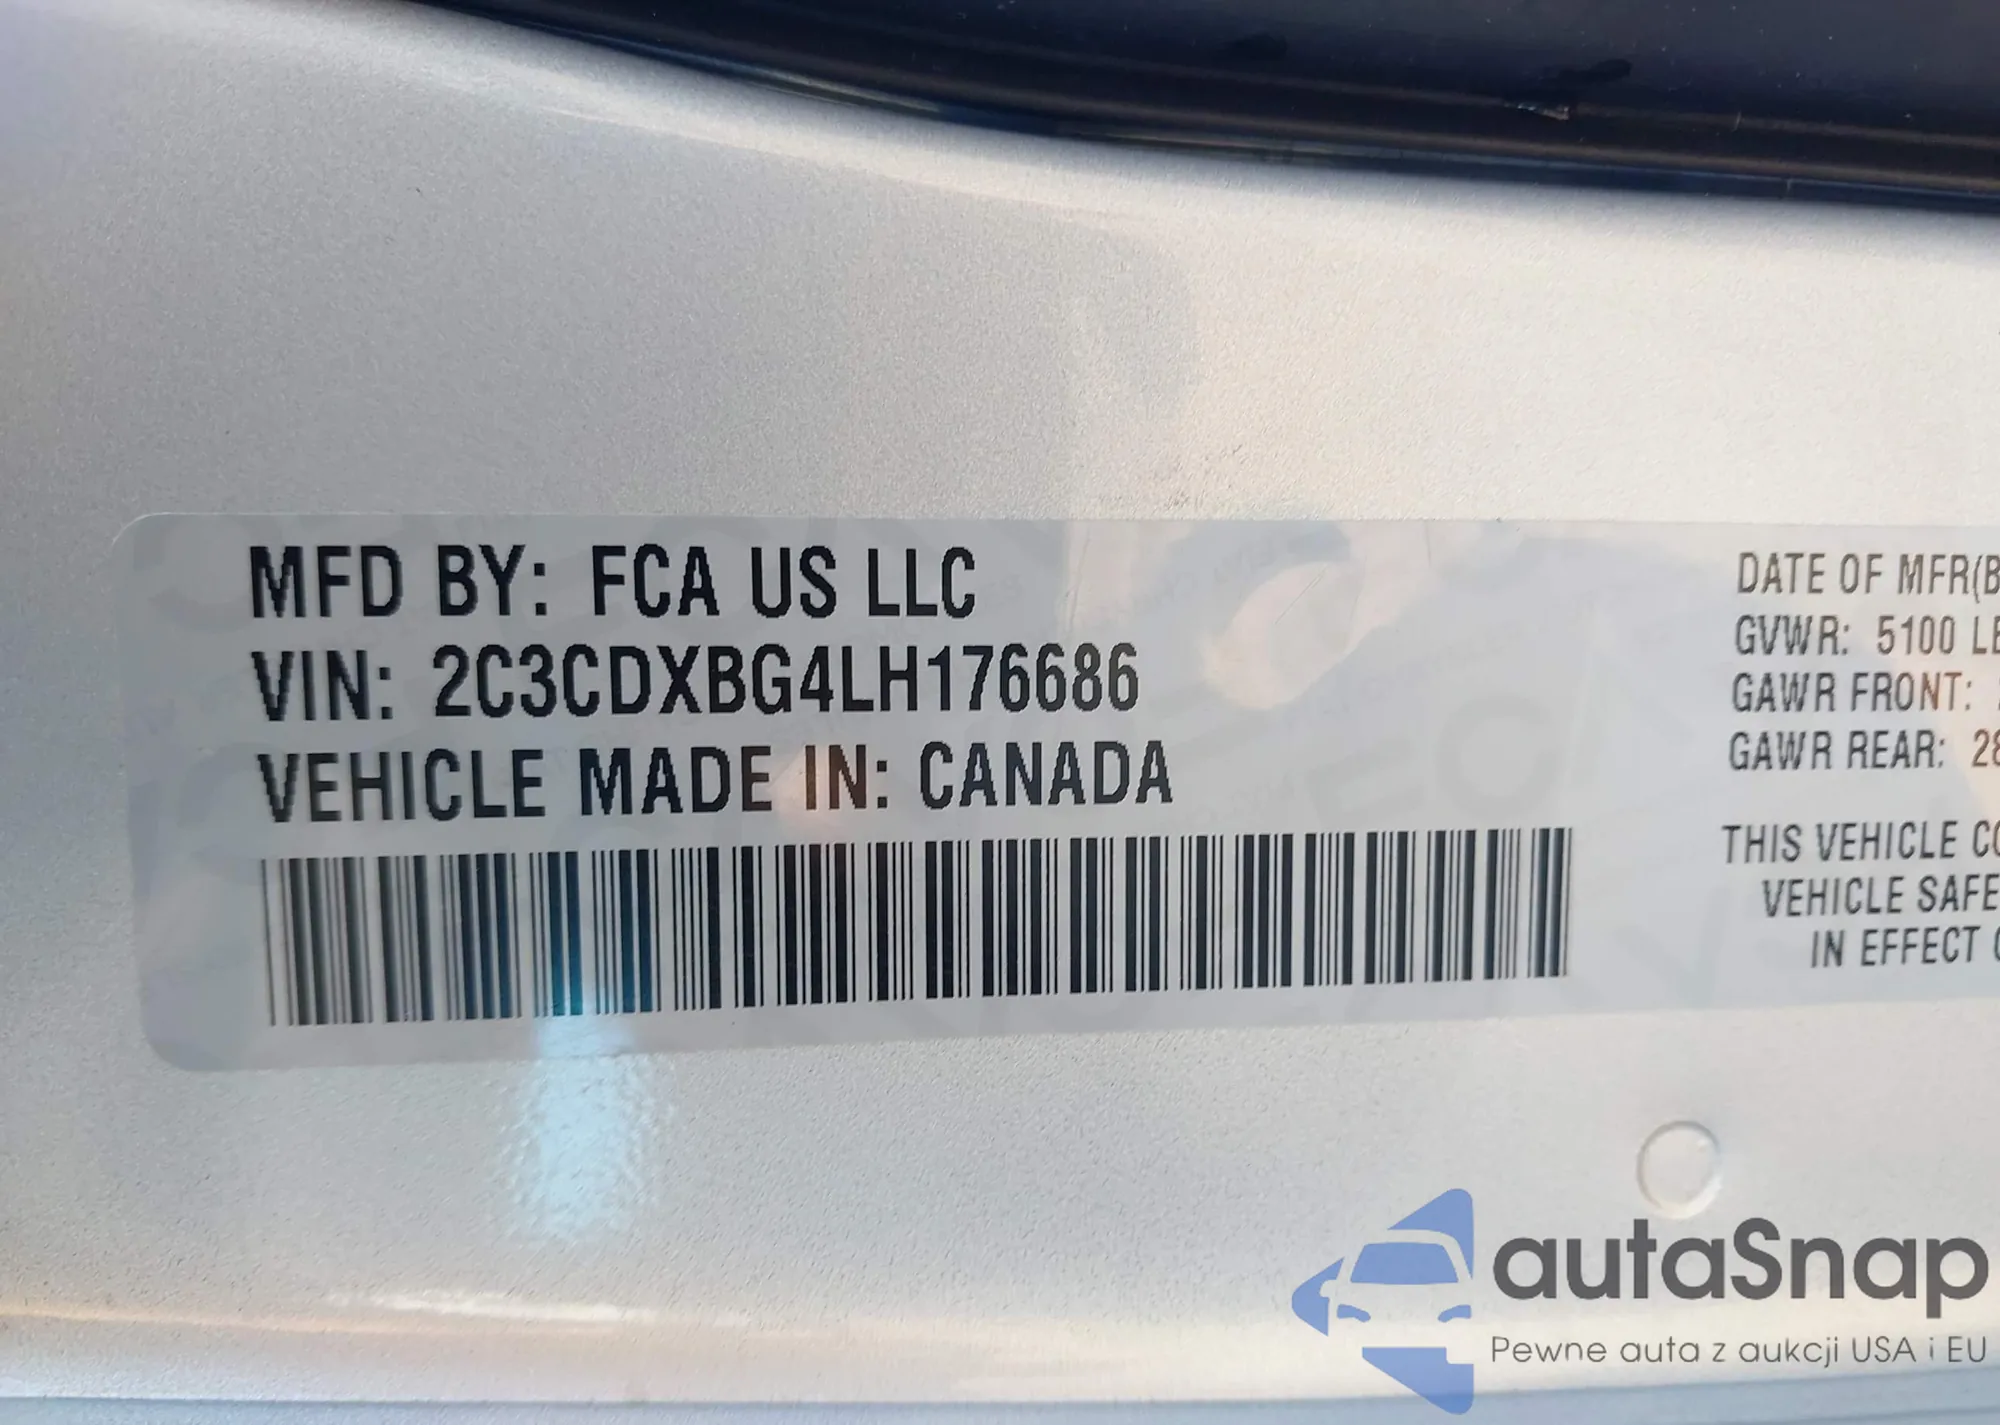 MFD BY: FCA US LLC
VIN: 2C3CDXBG4LH176686
VEHICLE MADE IN: CANADA
DATE OF MFR(B
GVWR: 5100 LB
GAWR FRONT:
GAWR REAR: 28
THIS VEHICLE CO
VEHICLE SAFE
IN EFFECT O
autaSnap
Pewne auta z aukcji USA i EU